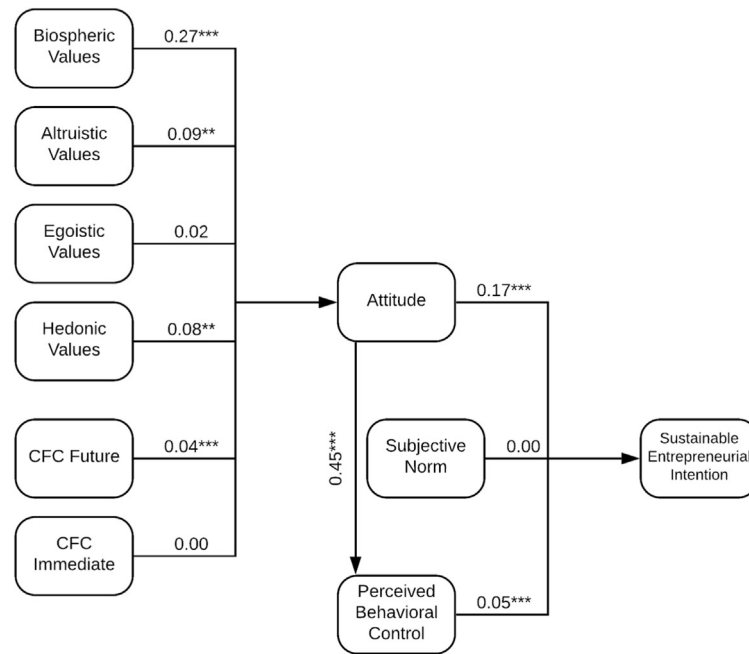 Biospheric
Values
0.27***
Altruistic
Values
0.09**
Egoistic
Values
0.02
Hedonic
Values
0.08**
CFC Future
0.04***
CFC
Immediate
0.00
Attitude
0.17***
0.45***
Subjective
Norm
0.00
Perceived
Behavioral
Control
0.05***
Sustainable
Entrepreneurial
Intention